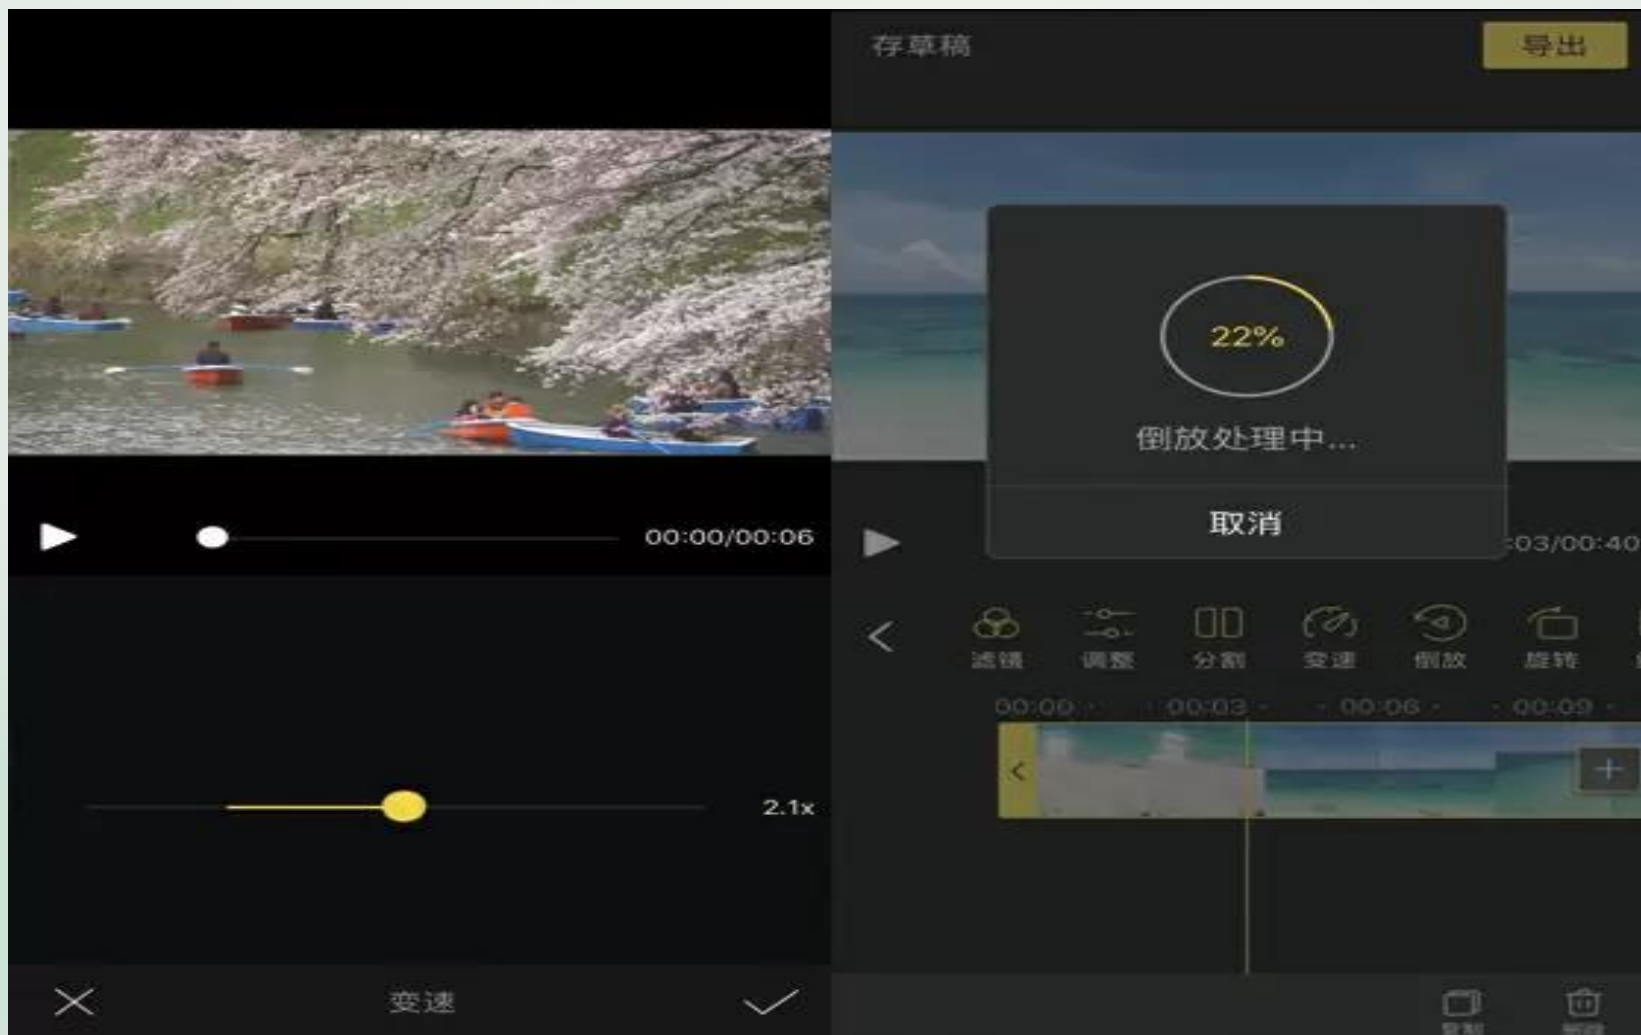 00:00/00:06
2.1x
变速
存草稿
导出
22%
倒放处理中...
取消
:03/00:40
滤镜 调整 分割 变速 倒放 旋转
00:00 00:03 00:06 00:09
复制